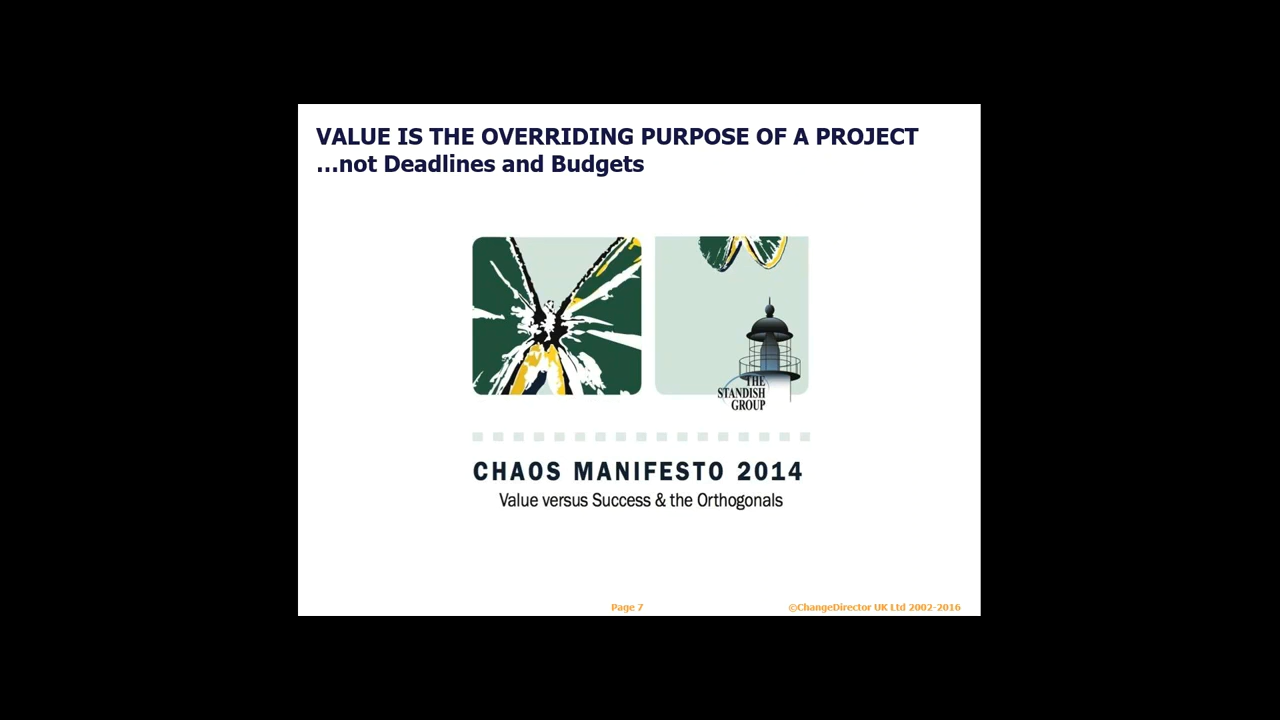 VALUE IS THE OVERRIDING PURPOSE OF A PROJECT
...not Deadlines and Budgets
THE
STANDISH
GROUP
CHAOS MANIFESTO 2014
Value versus Success & the Orthogonals
Page 7
©ChangeDirector UK Ltd 2002-2016